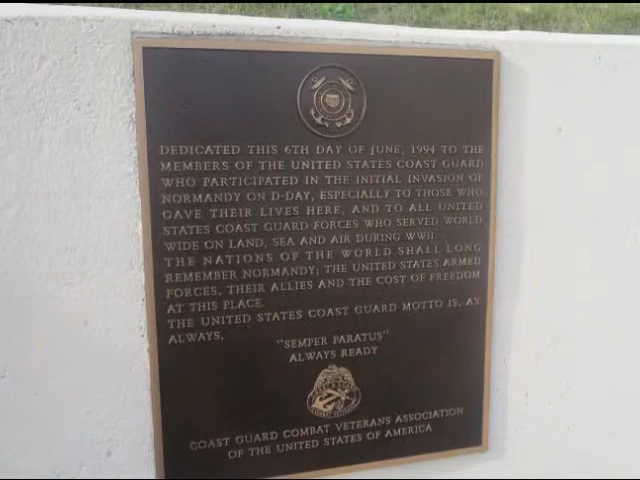 DEDICATED THIS 6TH DAY OF JUNE, 1994 TO THE
MEMBERS OF THE UNITED STATES COAST GUARD
WHO PARTICIPATED IN THE INITIAL INVASION OF
NORMANDY ON D-DAY, ESPECIALLY TO THOSE WHO
GAVE THEIR LIVES HERE, AND TO ALL UNITED
STATES COAST GUARD FORCES WHO SERVED WORLD
WIDE ON LAND, SEA AND AIR DURING WWII.
THE NATIONS OF THE WORLD SHALL LONG
REMEMBER NORMANDY; THE UNITED STATES ARMED
FORCES, THEIR ALLIES AND THE COST OF FREEDOM
AT THIS PLACE.
THE UNITED STATES COAST GUARD MOTTO IS, AS
ALWAYS,
"SEMPER PARATUS"
ALWAYS READY
COAST GUARD COMBAT VETERANS ASSOCIATION
OF THE UNITED STATES OF AMERICA